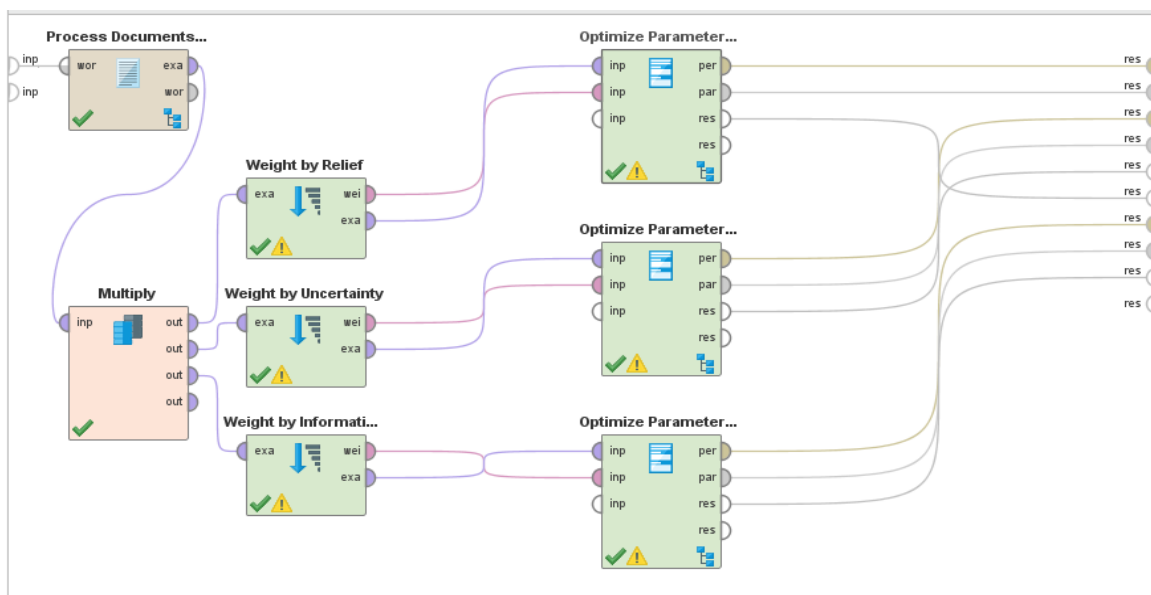 Process Documents...
inp
wor
exa
inp
wor
Optimize Parameter...
inp
per
inp
par
inp
res
res
Weight by Relief
exa
wei
exa
Multiply
inp
out
out
out
out
Weight by Uncertainty
exa
wei
exa
Optimize Parameter...
inp
per
inp
par
inp
res
res
Weight by Informati...
exa
wei
exa
Optimize Parameter...
inp
per
inp
par
inp
res
res
res
res
res
res
res
res
res
res
res
res